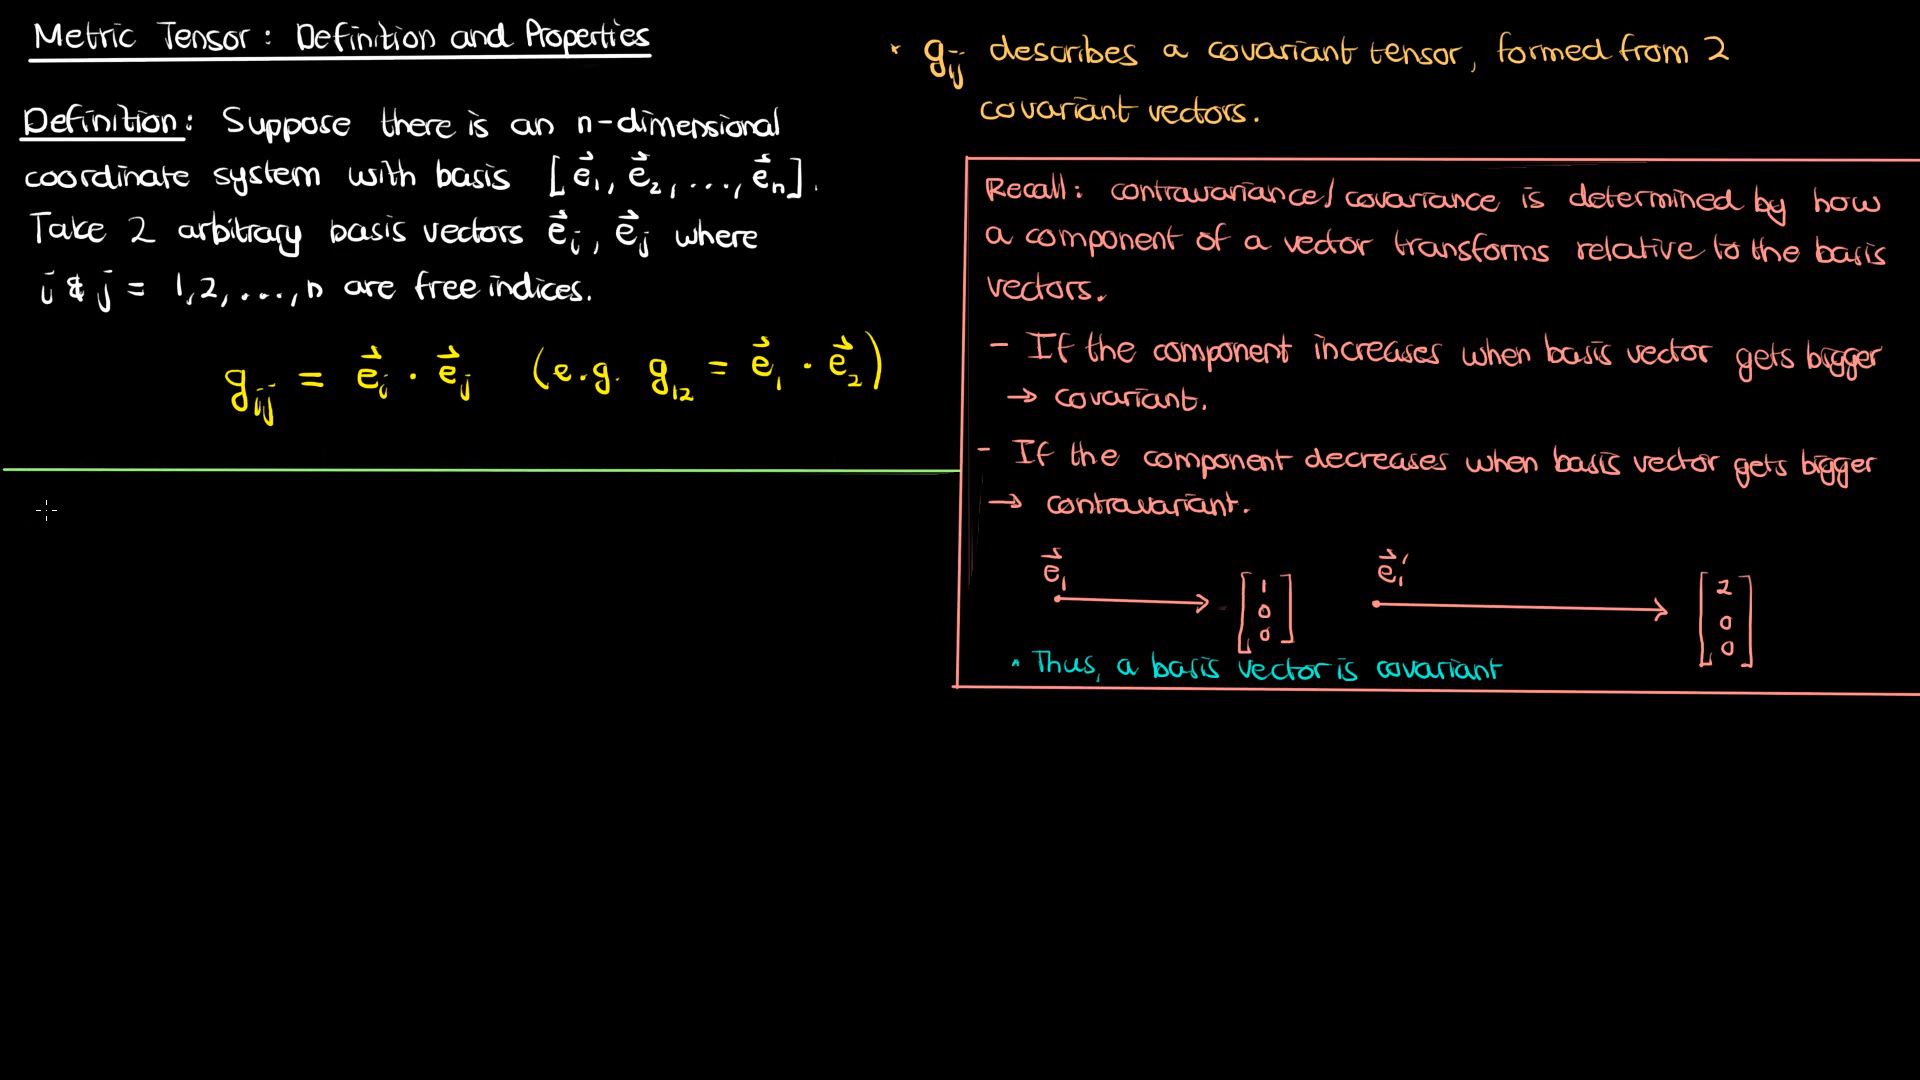 Metric Tensor: Definition and Properties
Definition: Suppose there is an n-dimensional
coordinate system with basis [e⃗₁, e⃗₂, ..., e⃗ₙ].
Take 2 arbitrary basis vectors e⃗ᵢ, e⃗ⱼ where
i & j = 1,2,...,n are free indices.
gᵢⱼ = e⃗ᵢ · e⃗ⱼ (e.g. g₁₂ = e⃗₁ · e⃗₂)
· gᵢⱼ describes a covariant tensor, formed from 2
covariant vectors.
Recall: contravariance/covariance is determined by how
a component of a vector transforms relative to the basis
vectors.
- If the component increases when basis vector gets bigger
→ covariant.
- If the component decreases when basis vector gets bigger
→ contravariant.
e⃗₁ [1 0 0] e⃗₁′ [2 0 0]
· Thus, a basis vector is covariant